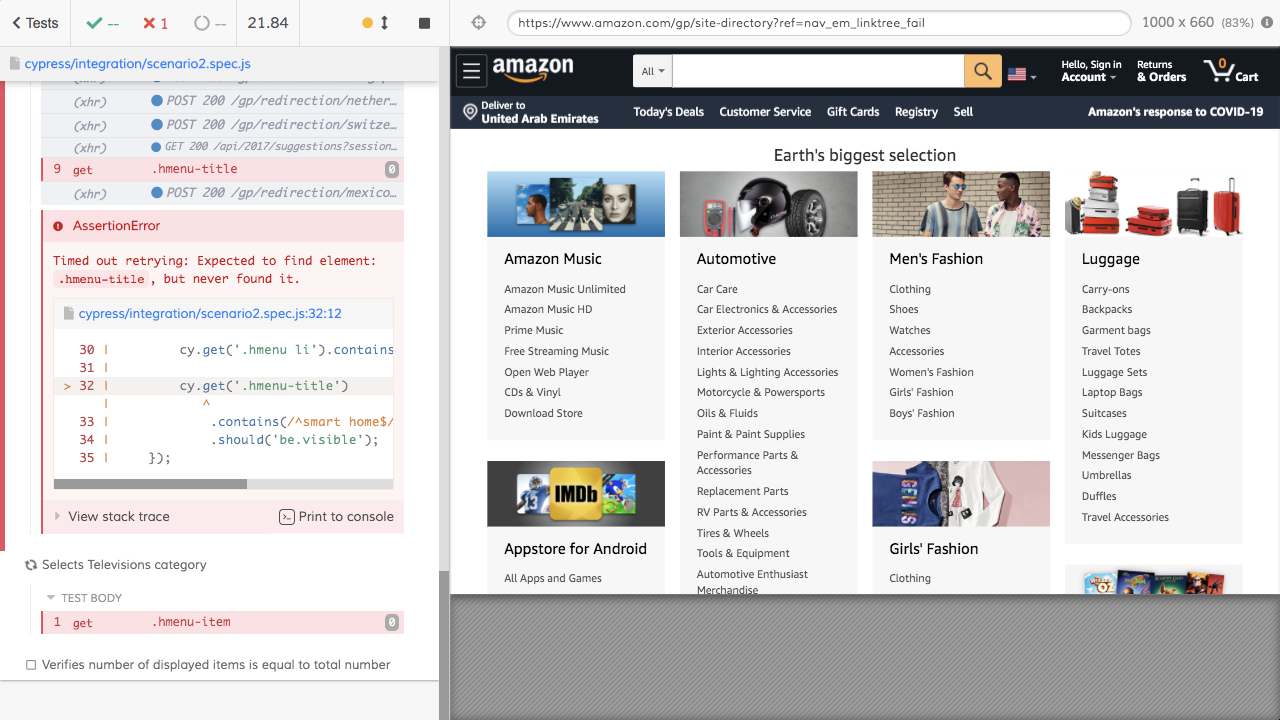 Tests
--
1
--
21.84
https://www.amazon.com/gp/site-directory?ref=nav_em_linktree_fail
1000 x 660 (83%)
cypress/integration/scenario2.spec.js
(xhr)
(xhr) POST 200 /gp/redirection/nether…
(xhr) POST 200 /gp/redirection/switze…
(xhr) GET 200 /api/2017/suggestions?session…
9 get .hmenu-title 0
(xhr) POST 200 /gp/redirection/mexico…
AssertionError
Timed out retrying: Expected to find element:
.hmenu-title, but never found it.
cypress/integration/scenario2.spec.js:32:12
30 | cy.get('.hmenu li').contains
31 |
> 32 | cy.get('.hmenu-title')
| ^
33 | .contains(/^smart home$/
34 | .should('be.visible');
35 | });
View stack trace
Print to console
Selects Televisions category
TEST BODY
1 get .hmenu-item 0
Verifies number of displayed items is equal to total number
amazon
All
Hello, Sign in
Account
Returns
& Orders
0
Cart
Deliver to
United Arab Emirates
Today's Deals
Customer Service
Gift Cards
Registry
Sell
Amazon's response to COVID-19
Earth's biggest selection
Amazon Music
Amazon Music Unlimited
Amazon Music HD
Prime Music
Free Streaming Music
Open Web Player
CDs & Vinyl
Download Store
IMDb
Appstore for Android
All Apps and Games
Automotive
Car Care
Car Electronics & Accessories
Exterior Accessories
Interior Accessories
Lights & Lighting Accessories
Motorcycle & Powersports
Oils & Fluids
Paint & Paint Supplies
Performance Parts &
Accessories
Replacement Parts
RV Parts & Accessories
Tires & Wheels
Tools & Equipment
Automotive Enthusiast
Merchandise
Men's Fashion
Clothing
Shoes
Watches
Accessories
Women's Fashion
Girls' Fashion
Boys' Fashion
Girls' Fashion
Clothing
Luggage
Carry-ons
Backpacks
Garment bags
Travel Totes
Luggage Sets
Laptop Bags
Suitcases
Kids Luggage
Messenger Bags
Umbrellas
Duffles
Travel Accessories